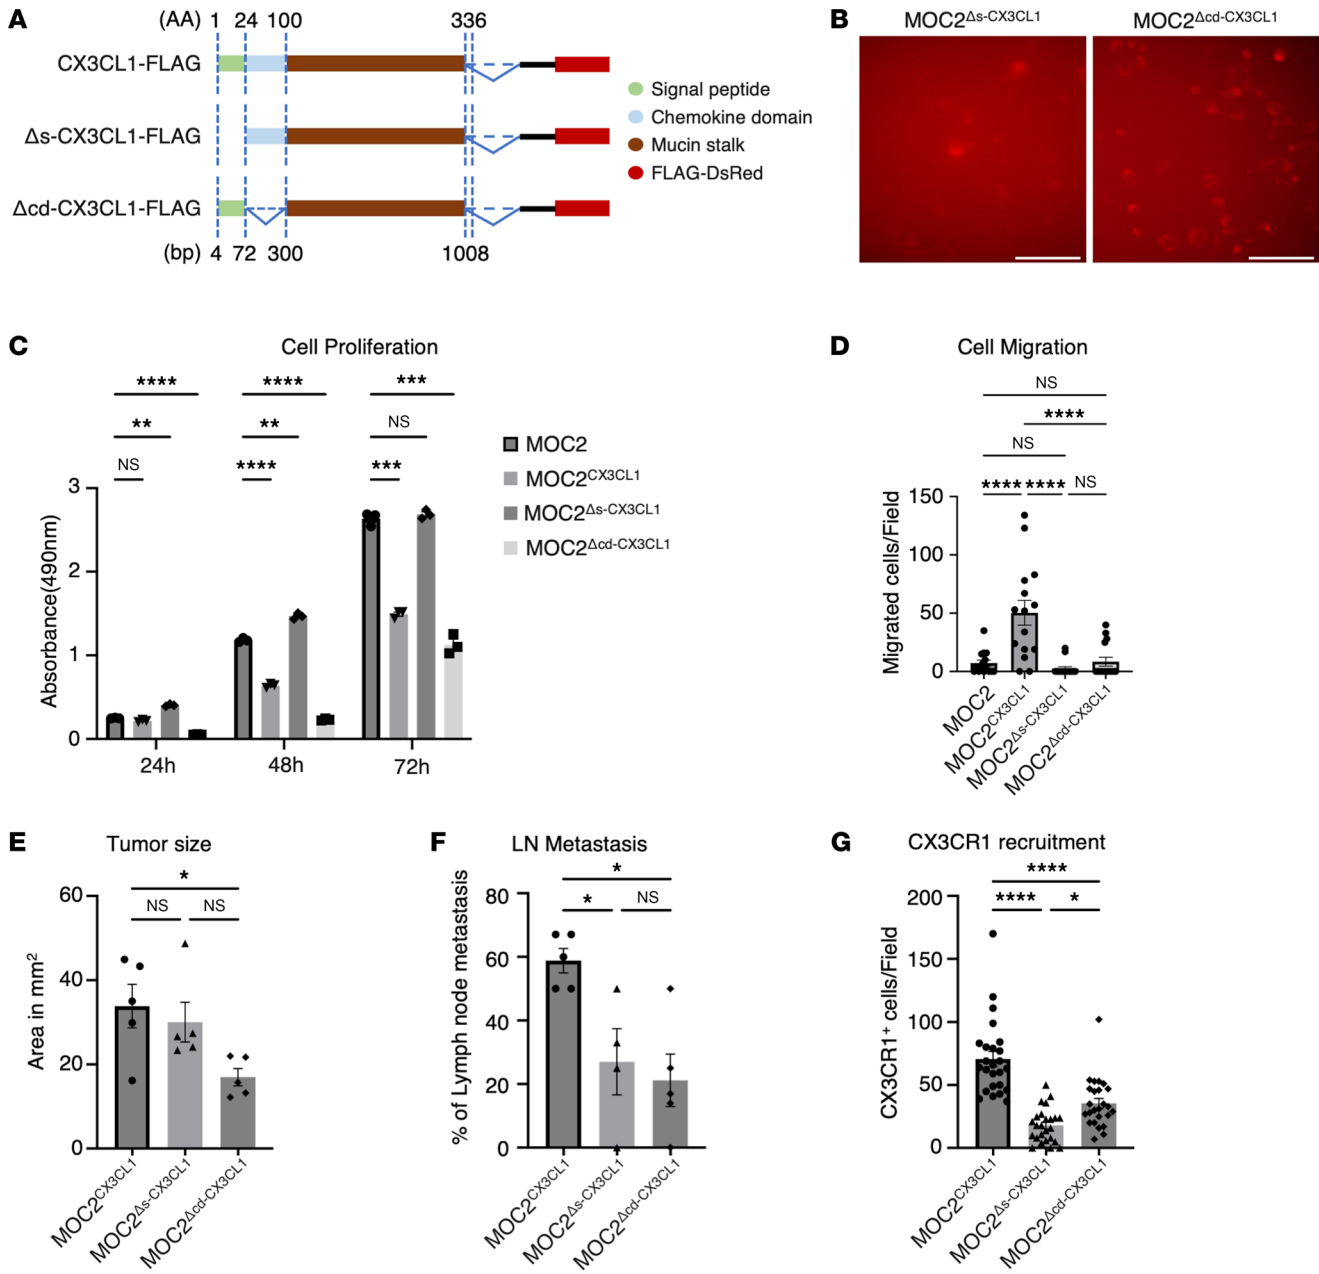 A
(AA) 1 24 100 336
CX3CL1-FLAG
Δs-CX3CL1-FLAG
Δcd-CX3CL1-FLAG
(bp) 4 72 300 1008
Signal peptide
Chemokine domain
Mucin stalk
FLAG-DsRed
B
MOC2Δs-CX3CL1 MOC2Δcd-CX3CL1
C
Cell Proliferation
**** **** ***
** ** NS
NS **** ***
Absorbance(490nm)
3
2
1
0
24h 48h 72h
MOC2
MOC2CX3CL1
MOC2Δs-CX3CL1
MOC2Δcd-CX3CL1
D
Cell Migration
NS
****
NS
**** **** NS
Migrated cells/Field
150
100
50
0
MOC2
MOC2CX3CL1
MOC2Δs-CX3CL1
MOC2Δcd-CX3CL1
E
Tumor size
*
NS NS
Area in mm2
60
40
20
0
MOC2CX3CL1
MOC2Δs-CX3CL1
MOC2Δcd-CX3CL1
F
LN Metastasis
*
* NS
% of Lymph node metastasis
80
60
40
20
0
MOC2CX3CL1
MOC2Δs-CX3CL1
MOC2Δcd-CX3CL1
G
CX3CR1 recruitment
****
**** *
CX3CR1+ cells/Field
200
150
100
50
0
MOC2CX3CL1
MOC2Δs-CX3CL1
MOC2Δcd-CX3CL1